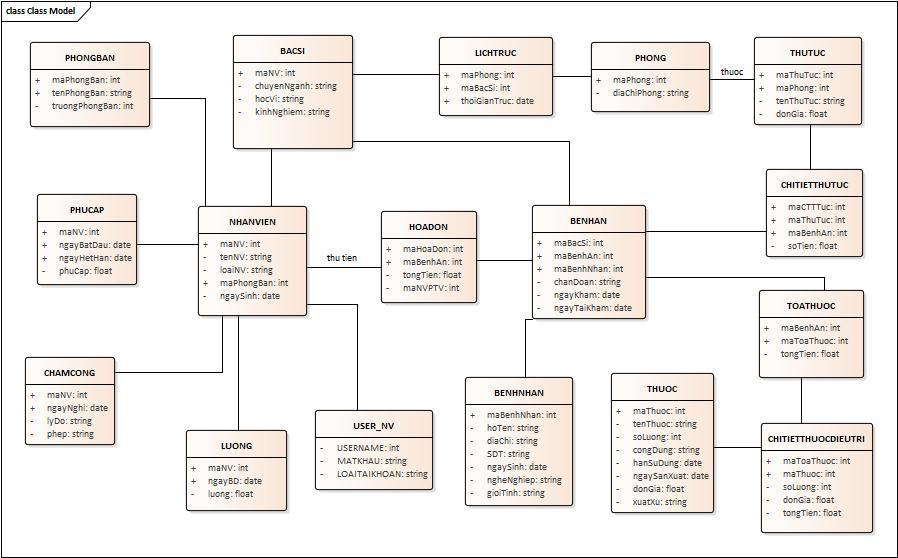 class Class Model
PHONGBAN
+ maPhongBan: int
+ tenPhongBan: string
- truongPhongBan: int
BACSI
+ maNV: int
- chuyenNganh: string
- hocVi: string
- kinhNghiem: string
LICHTRUC
+ maPhong: int
+ maBacSi: int
+ thoiGianTruc: date
PHONG
+ maPhong: int
- diaChiPhong: string
thuoc
THUTUC
+ maThuTuc: int
+ maPhong: int
- tenThuTuc: string
- donGia: float
PHUCAP
+ maNV: int
+ ngayBatDau: date
+ ngayHetHan: date
- phuCap: float
NHANVIEN
+ maNV: int
- tenNV: string
- loaiNV: string
+ maPhongBan: int
- ngaySinh: date
thu tien
HOADON
+ maHoaDon: int
+ maBenhAn: int
- tongTien: float
- maNVPTV: int
BENHAN
+ maBacSi: int
+ maBenhAn: int
+ maBenhNhan: int
- chanDoan: string
- ngayKham: date
- ngayTaiKham: date
CHITIETTHUTUC
+ maCTTTuc: int
+ maThuTuc: int
+ maBenhAn: int
- soTien: float
TOATHUOC
+ maBenhAn: int
+ maToaThuoc: int
- tongTien: float
CHAMCONG
+ maNV: int
+ ngayNghi: date
- lyDo: string
- phep: string
LUONG
+ maNV: int
+ ngayBD: date
- luong: float
USER_NV
- USERNAME: int
- MATKHAU: string
- LOAITAIKHOAN: string
BENHNHAN
+ maBenhNhan: int
- hoTen: string
- diaChi: string
- SDT: string
- ngaySinh: date
- ngheNghiep: string
- gioiTinh: string
THUOC
+ maThuoc: int
- tenThuoc: string
- soLuong: int
- congDung: string
- hanSuDung: date
- ngaySanXuat: date
- donGia: float
- xuatXu: string
CHITIETTHUOCDIEUTRI
+ maToaThuoc: int
+ maThuoc: int
- soLuong: int
- donGia: float
- tongTien: float